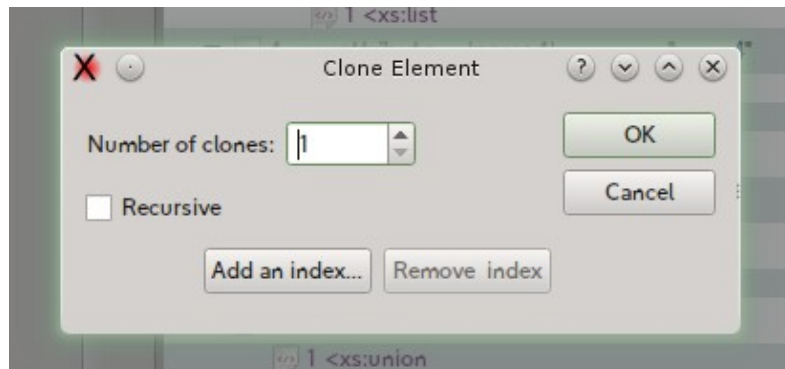 1 <xs:list
Clone Element
Number of clones: 1
OK
Cancel
Recursive
Add an index... Remove index
1 <xs:union